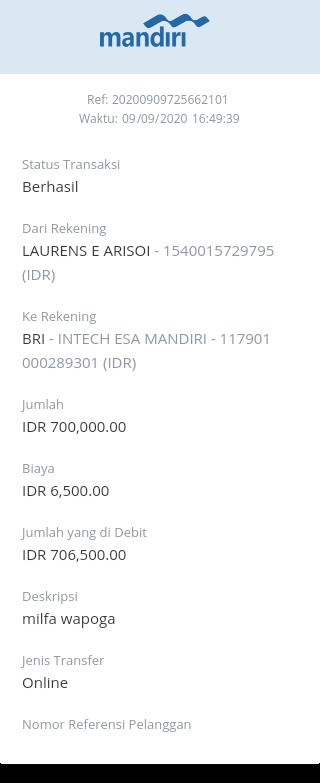 mandiri
Ref: 20200909725662101
Waktu: 09/09/2020 16:49:39
Status Transaksi
Berhasil
Dari Rekening
LAURENS E ARISOI - 1540015729795
(IDR)
Ke Rekening
BRI - INTECH ESA MANDIRI - 117901
000289301 (IDR)
Jumlah
IDR 700,000.00
Biaya
IDR 6,500.00
Jumlah yang di Debit
IDR 706,500.00
Deskripsi
milfa wapoga
Jenis Transfer
Online
Nomor Referensi Pelanggan